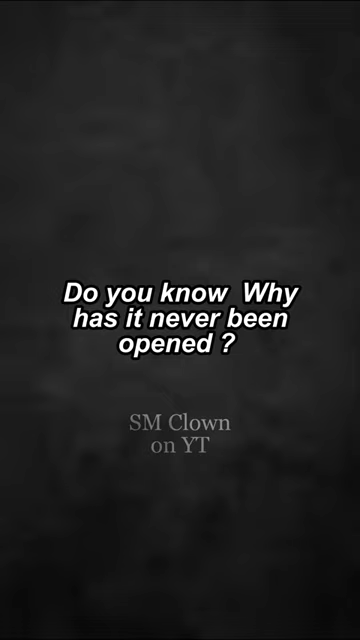 Do you know  Why
has it never been
opened ?
SM Clown
on YT